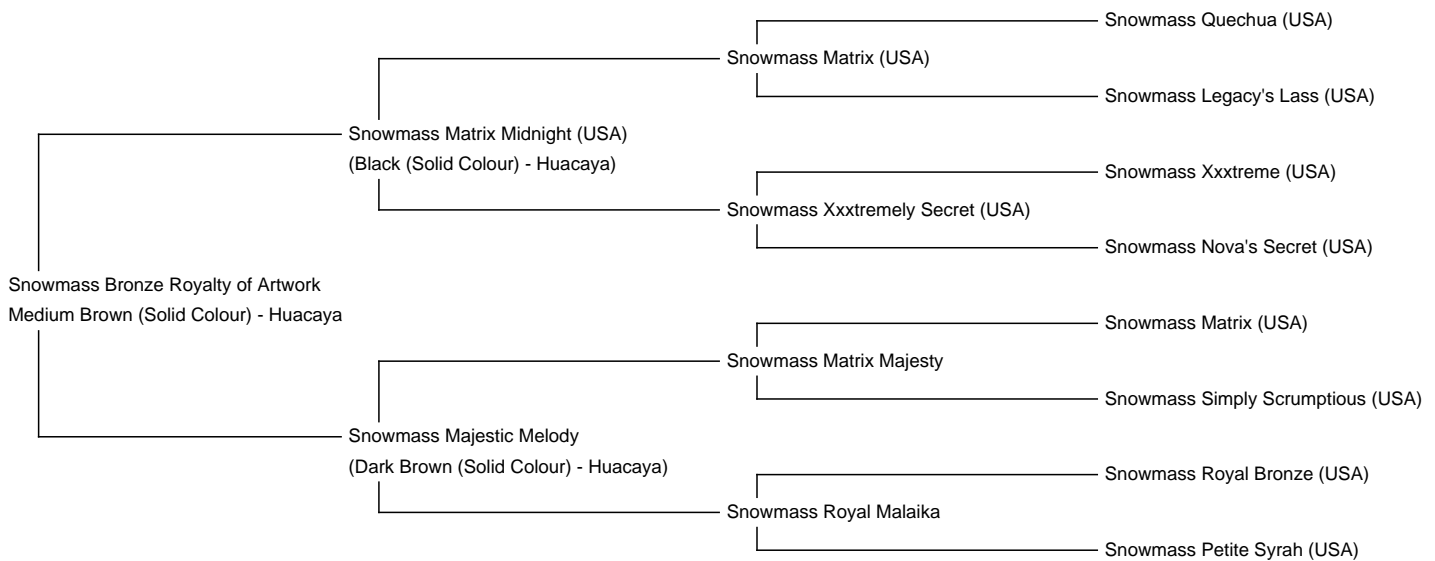 Snowmass Quechua (USA)
Snowmass Matrix (USA)
Snowmass Legacy's Lass (USA)
Snowmass Matrix Midnight (USA)
(Black (Solid Colour) - Huacaya)
Snowmass Xxxtreme (USA)
Snowmass Xxxtremely Secret (USA)
Snowmass Nova's Secret (USA)
Snowmass Bronze Royalty of Artwork
Medium Brown (Solid Colour) - Huacaya
Snowmass Matrix (USA)
Snowmass Matrix Majesty
Snowmass Simply Scrumptious (USA)
Snowmass Majestic Melody
(Dark Brown (Solid Colour) - Huacaya)
Snowmass Royal Bronze (USA)
Snowmass Royal Malaika
Snowmass Petite Syrah (USA)